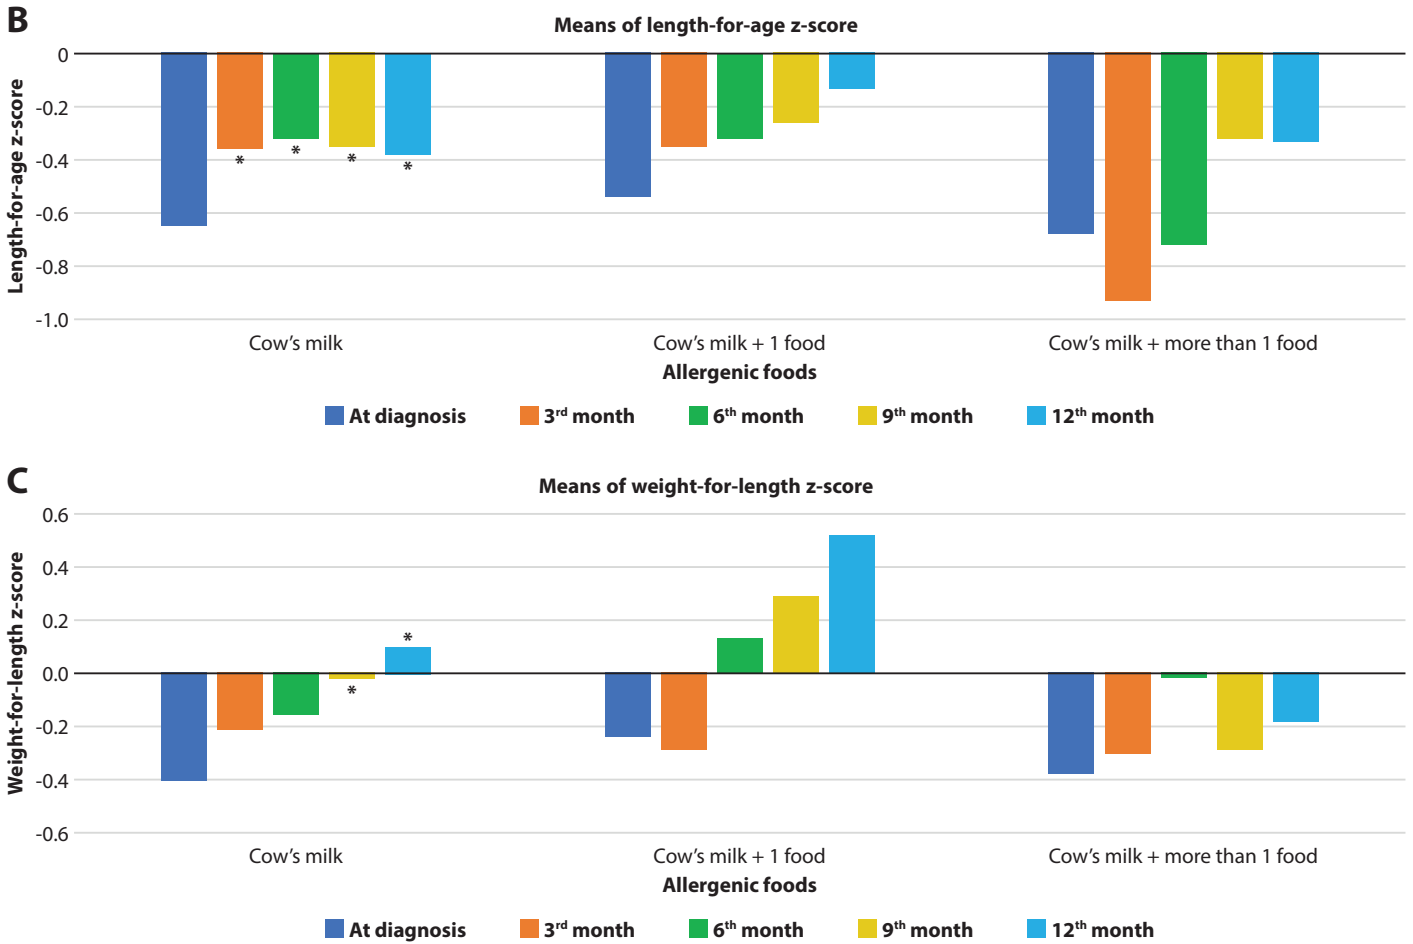 B
Means of length-for-age z-score
Length-for-age z-score
0
-0.2
-0.4
-0.6
-0.8
-1.0
* * * *
Cow’s milk Cow’s milk + 1 food Cow’s milk + more than 1 food
Allergenic foods
At diagnosis 3rd month 6th month 9th month 12th month
C
Means of weight-for-length z-score
Weight-for-length z-score
0.6
0.4
0.2
0.0
-0.2
-0.4
-0.6
* *
Cow’s milk Cow’s milk + 1 food Cow’s milk + more than 1 food
Allergenic foods
At diagnosis 3rd month 6th month 9th month 12th month